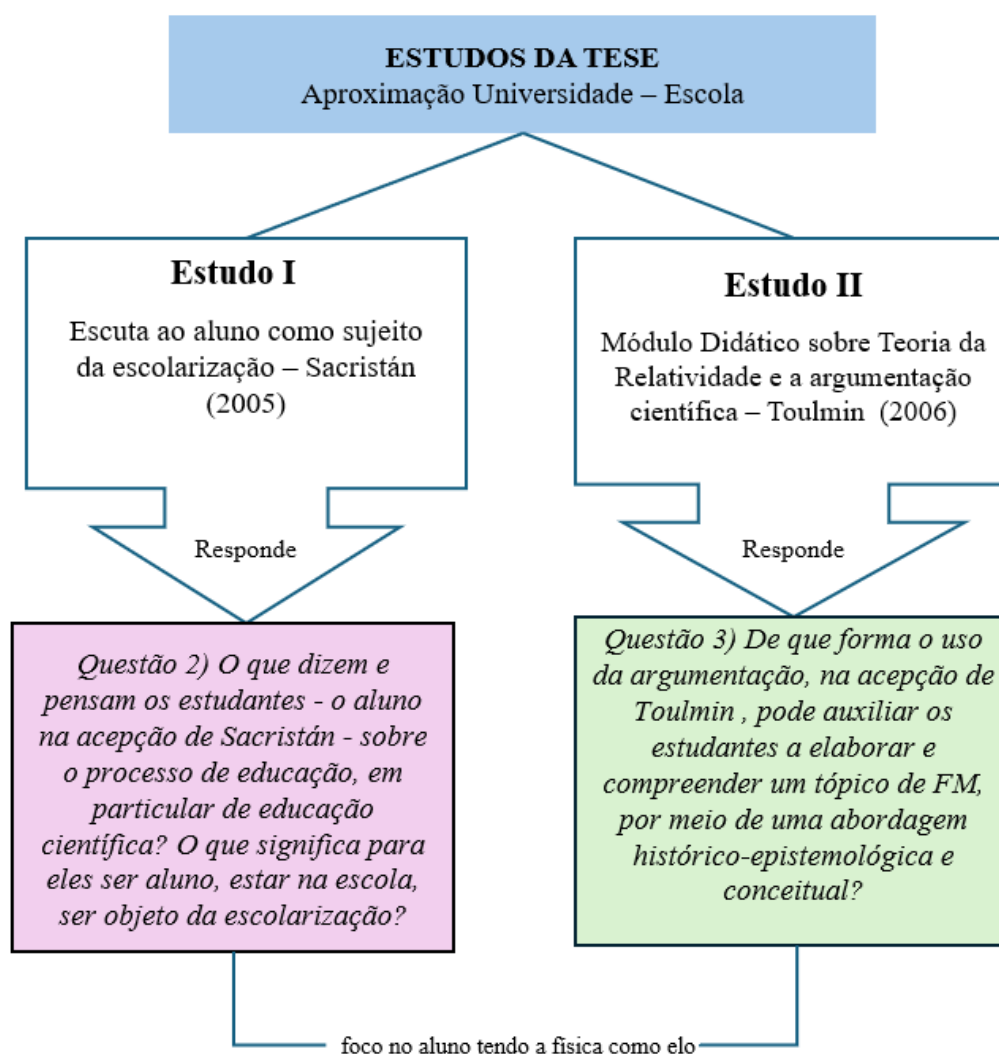 ESTUDOS DA TESE
Aproximação Universidade – Escola
Estudo I
Escuta ao aluno como sujeito
da escolarização – Sacristán
(2005)
Responde
Questão 2) O que dizem e
pensam os estudantes - o aluno
na acepção de Sacristán - sobre
o processo de educação, em
particular de educação
científica? O que significa para
eles ser aluno, estar na escola,
ser objeto da escolarização?
Estudo II
Módulo Didático sobre Teoria da
Relatividade e a argumentação
científica – Toulmin (2006)
Responde
Questão 3) De que forma o uso
da argumentação, na acepção de
Toulmin , pode auxiliar os
estudantes a elaborar e
compreender um tópico de FM,
por meio de uma abordagem
histórico-epistemológica e
conceitual?
foco no aluno tendo a física como elo